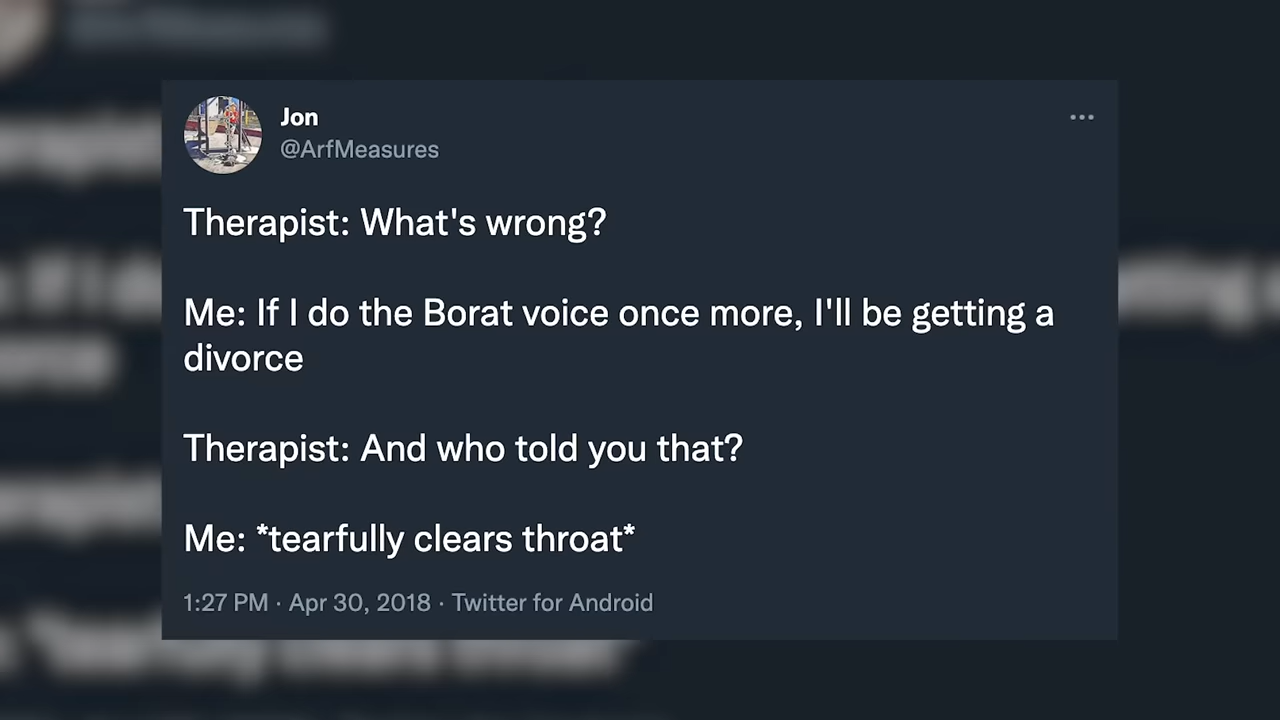 Jon
@ArfMeasures
Therapist: What's wrong?
Me: If I do the Borat voice once more, I'll be getting a
divorce
Therapist: And who told you that?
Me: *tearfully clears throat*
1:27 PM · Apr 30, 2018 · Twitter for Android